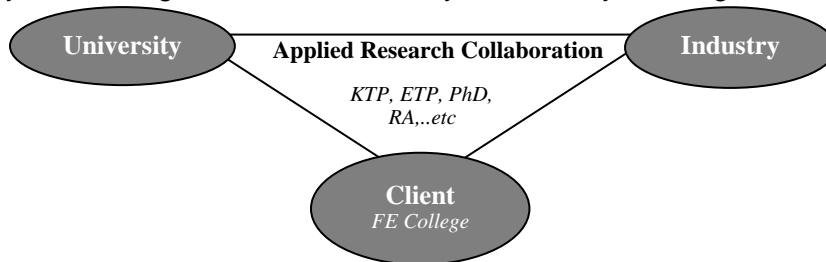 University
Industry
Applied Research Collaboration
KTP, ETP, PhD,
RA,..etc
Client
FE College